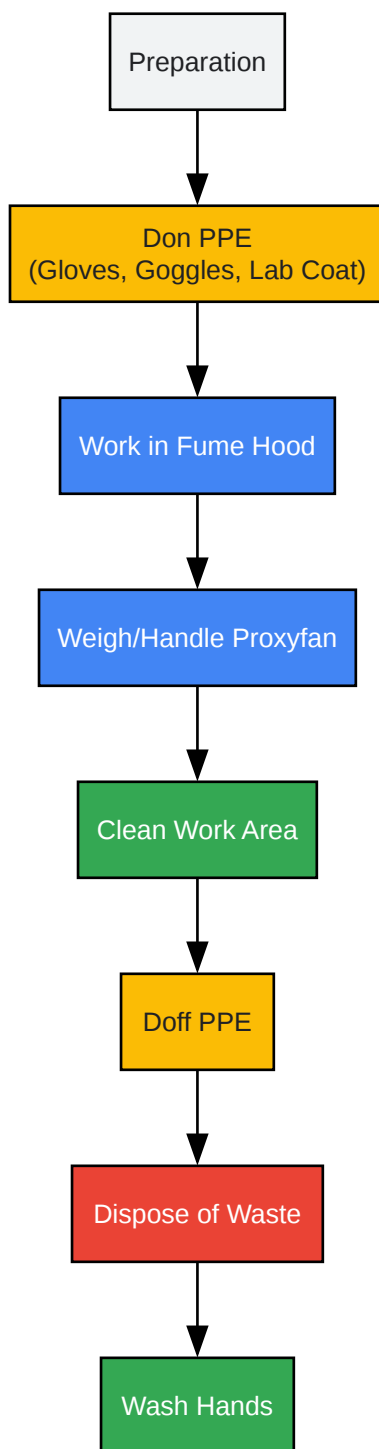 Preparation
Don PPE
(Gloves, Goggles, Lab Coat)
Work in Fume Hood
Weigh/Handle Proxyfan
Clean Work Area
Doff PPE
Dispose of Waste
Wash Hands